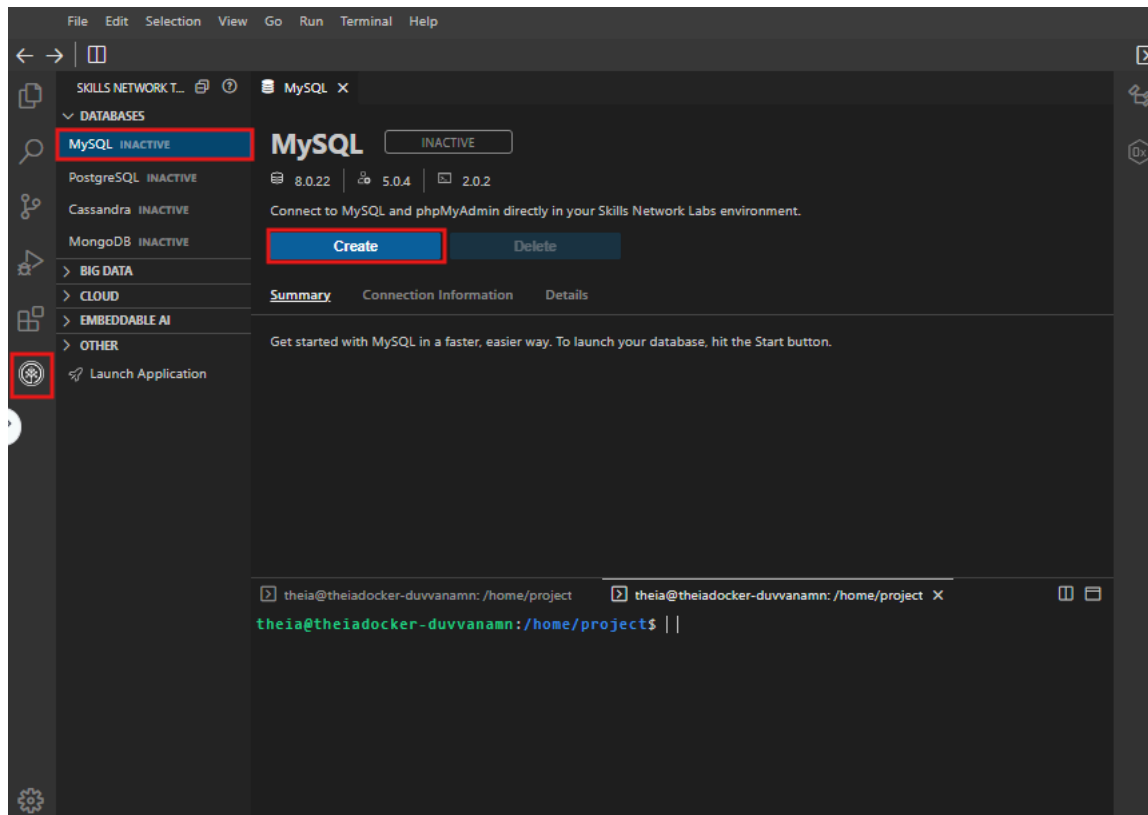 File Edit Selection View Go Run Terminal Help
SKILLS NETWORK T...
DATABASES
MySQL INACTIVE
PostgreSQL INACTIVE
Cassandra INACTIVE
MongoDB INACTIVE
BIG DATA
CLOUD
EMBEDDABLE AI
OTHER
Launch Application
MySQL
MySQL INACTIVE
8.0.22 5.0.4 2.0.2
Connect to MySQL and phpMyAdmin directly in your Skills Network Labs environment.
Create Delete
Summary Connection Information Details
Get started with MySQL in a faster, easier way. To launch your database, hit the Start button.
theia@theiadocker-duvvanamn: /home/project theia@theiadocker-duvvanamn: /home/project
theia@theiadocker-duvvanamn:/home/project$